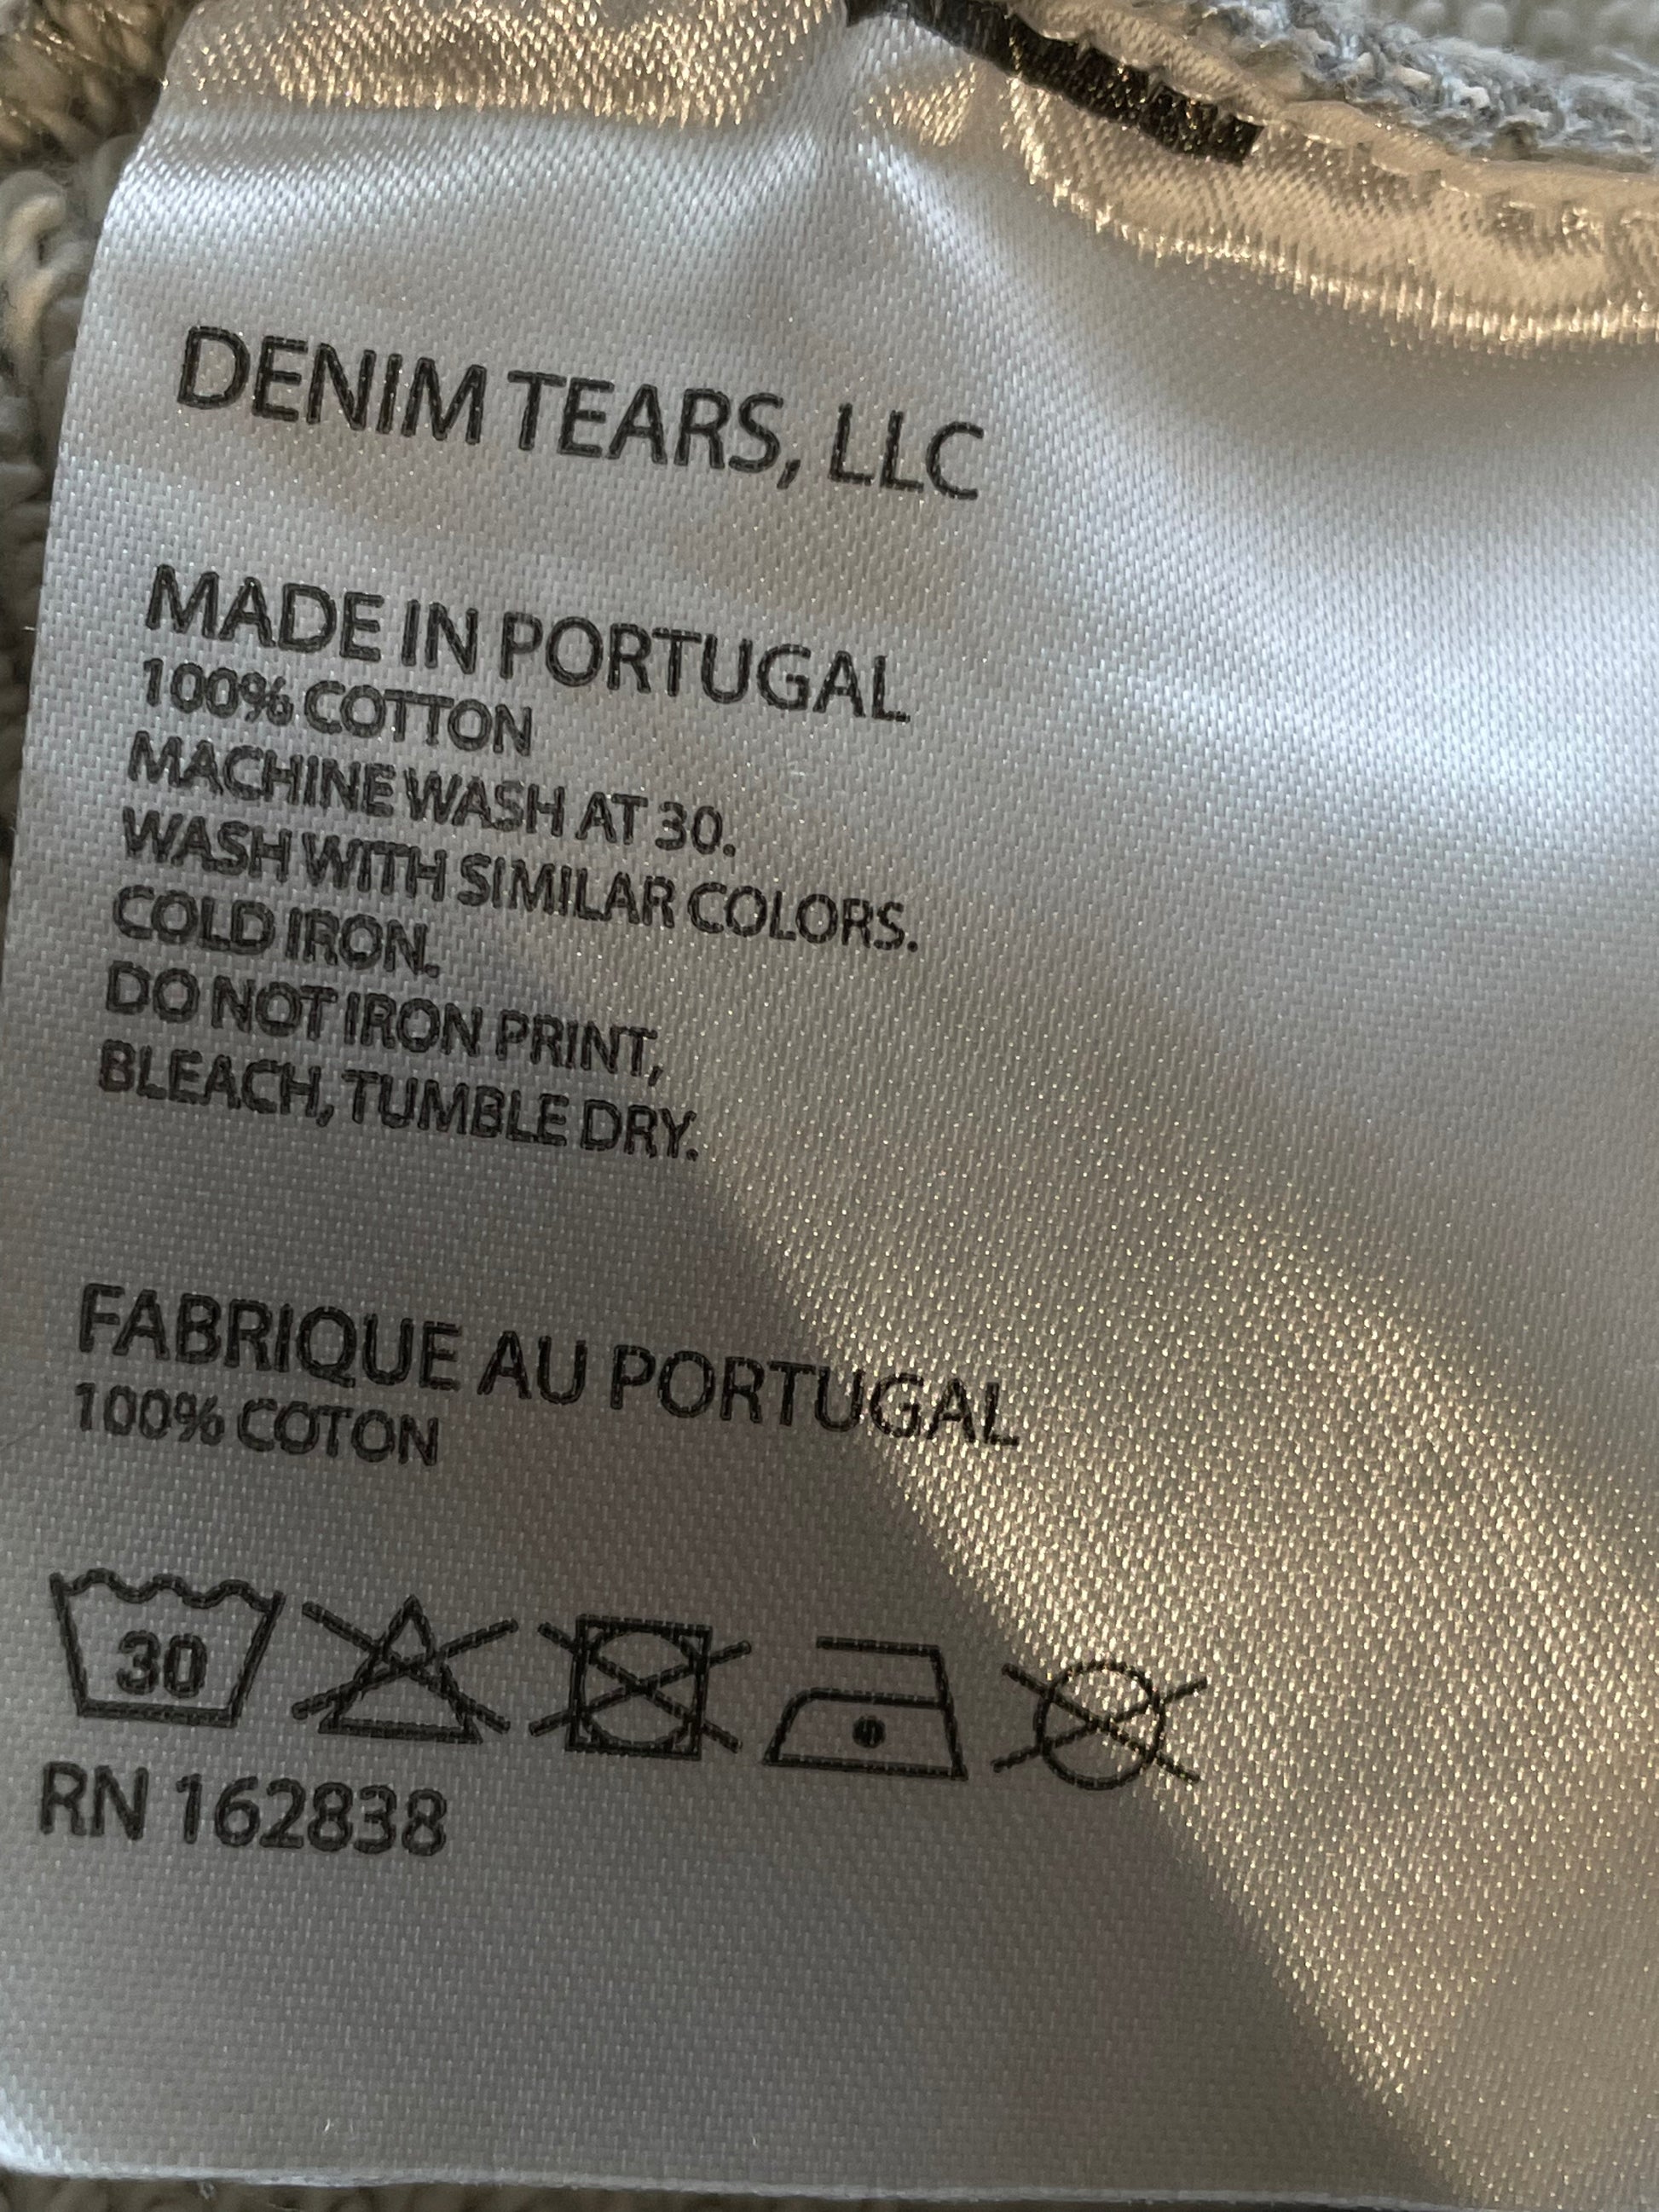 DENIM TEARS, LLC
MADE IN PORTUGAL
100% COTTON
MACHINE WASH AT 30.
WASH WITH SIMILAR COLORS.
COLD IRON.
DO NOT IRON PRINT,
BLEACH, TUMBLE DRY.
FABRIQUE AU PORTUGAL
100% COTON
30
RN 162838